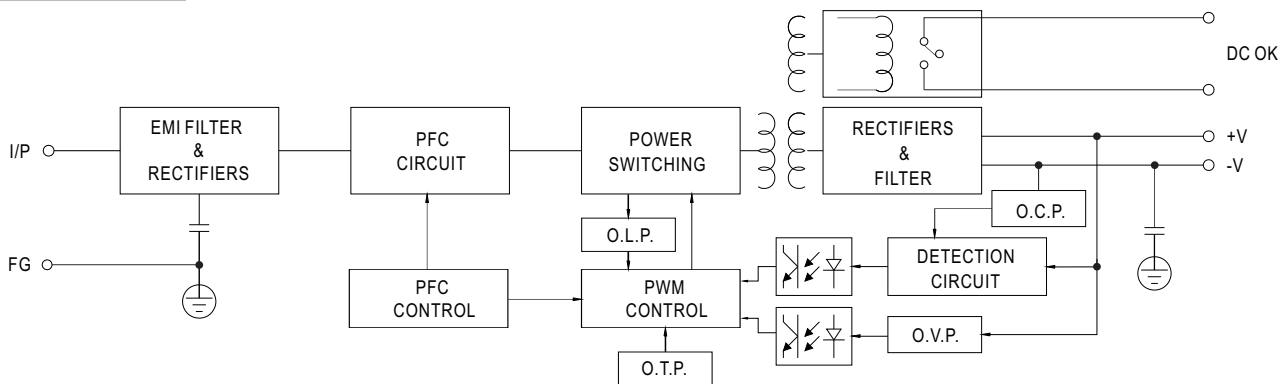 DC OK
I/P
EMI FILTER
&
RECTIFIERS
PFC
CIRCUIT
POWER
SWITCHING
RECTIFIERS
&
FILTER
+V
-V
O.C.P.
O.L.P.
FG
DETECTION
CIRCUIT
PFC
CONTROL
PWM
CONTROL
O.V.P.
O.T.P.